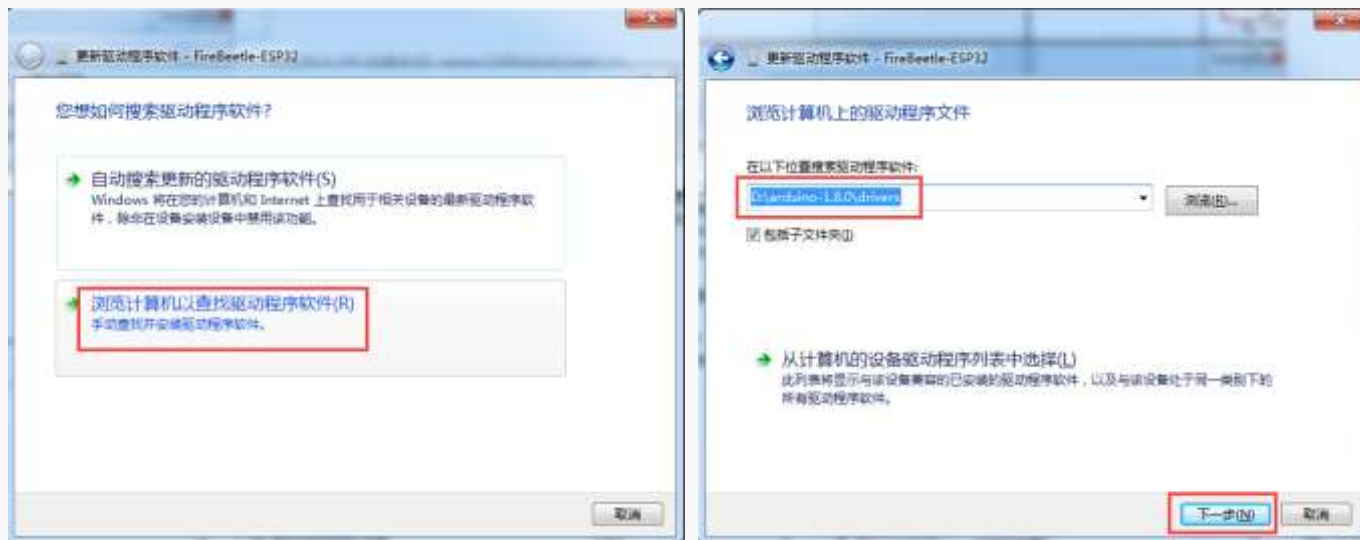 更新驱动程序软件 - FireBeetle-ESP32
您想如何搜索驱动程序软件?
自动搜索更新的驱动程序软件(S)
Windows 将在您的计算机和 Internet 上查找用于相关设备的最新驱动程序软
件，除非在设备安装设置中禁用该功能。
浏览计算机以查找驱动程序软件(R)
手动查找并安装驱动程序软件。
取消
更新驱动程序软件 - FireBeetle-ESP32
浏览计算机上的驱动程序文件
在以下位置搜索驱动程序软件:
D:\arduino-1.8.0\drivers
浏览(R)...
包括子文件夹(I)
从计算机的设备驱动程序列表中选择(L)
此列表将显示与该设备兼容的已安装的驱动程序软件，以及与该设备处于同一类别下的
所有驱动程序软件。
下一步(N)
取消